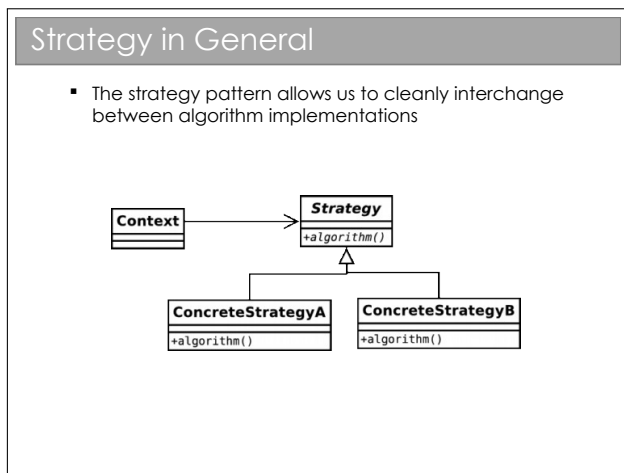 Strategy in General
▪ The strategy pattern allows us to cleanly interchange
between algorithm implementations
Strategy
+algorithm()
Context
ConcreteStrategyA
+algorithm()
ConcreteStrategyB
+algorithm()